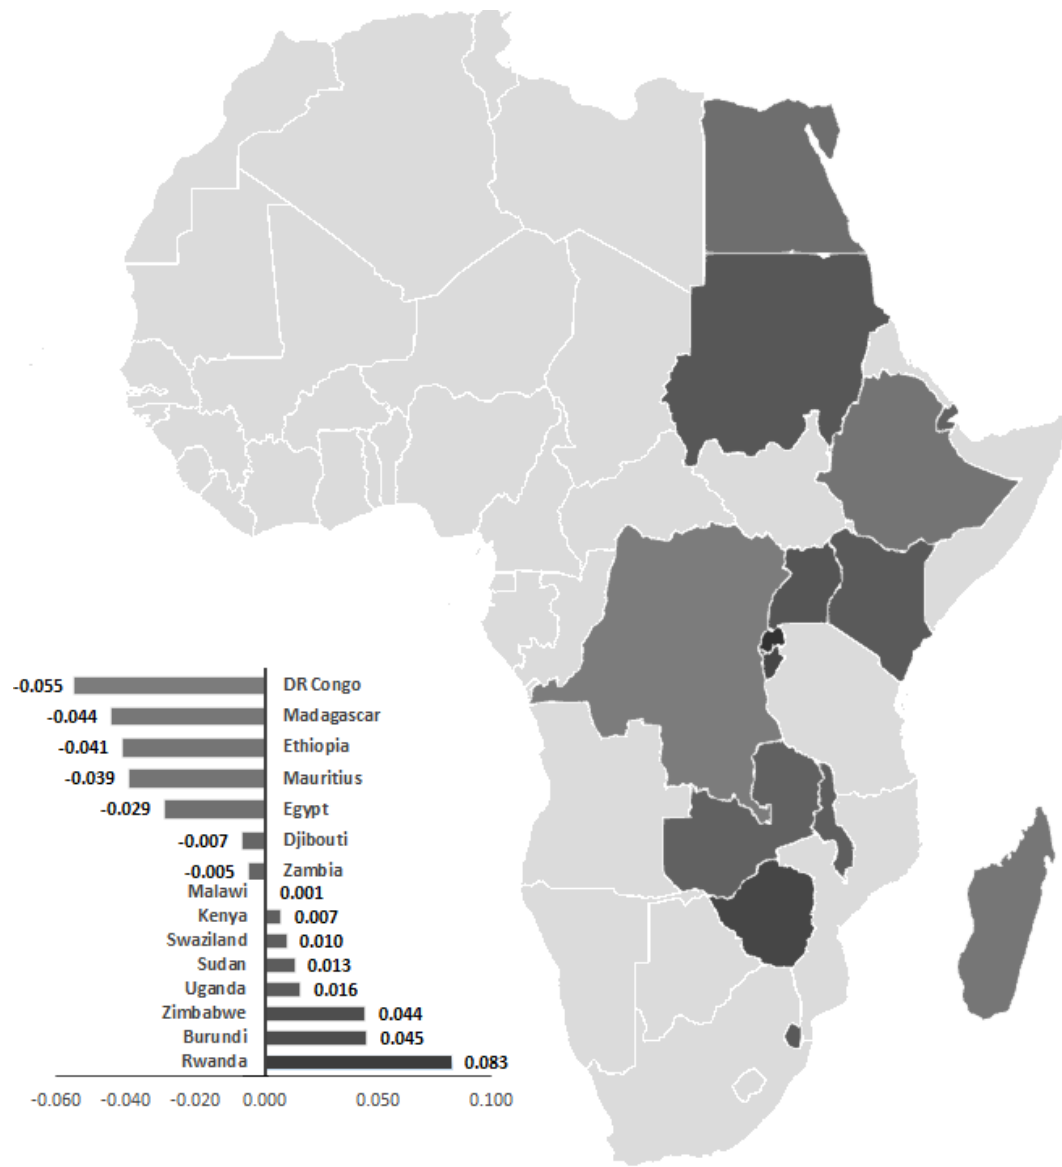 -0.055 DR Congo
-0.044 Madagascar
-0.041 Ethiopia
-0.039 Mauritius
-0.029 Egypt
-0.007 Djibouti
-0.005 Zambia
Malawi 0.001
Kenya 0.007
Swaziland 0.010
Sudan 0.013
Uganda 0.016
Zimbabwe 0.044
Burundi 0.045
Rwanda 0.083
-0.060 -0.040 -0.020 0.000 0.050 0.100